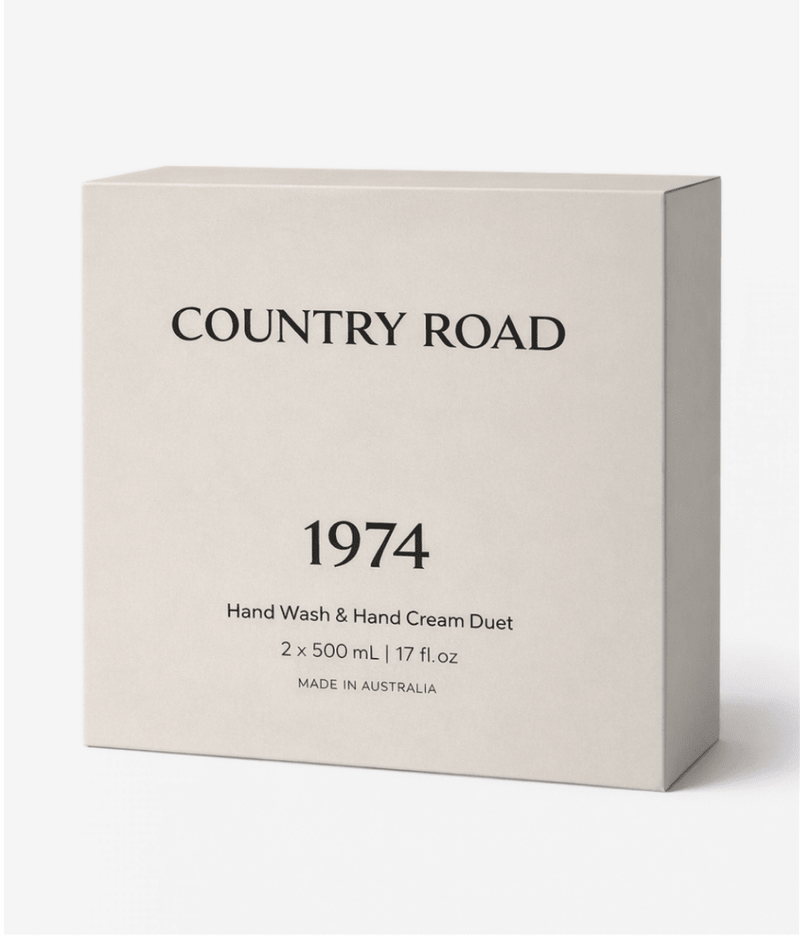 COUNTRY ROAD
1974
Hand Wash & Hand Cream Duet
2 x 500 mL | 17 fl.oz
MADE IN AUSTRALIA